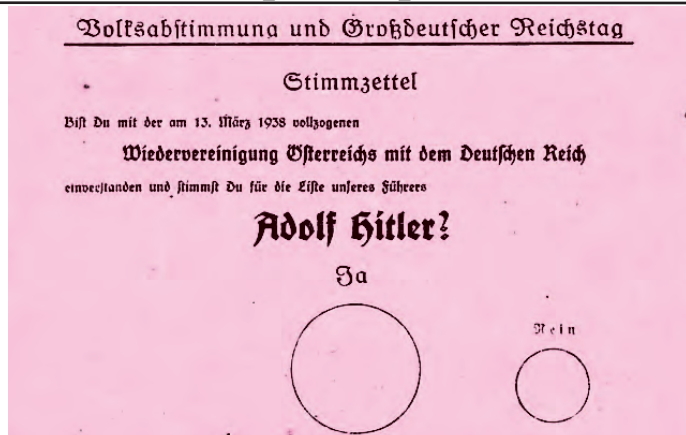 Volksabstimmung und Großdeutscher Reichstag
Stimmzettel
Bist Du mit der am 13. März 1938 vollzogenen
Wiedervereinigung Österreichs mit dem Deutschen Reich
einverstanden und stimmst Du für die Liste unseres Führers
Adolf Hitler?
Ja
Nein